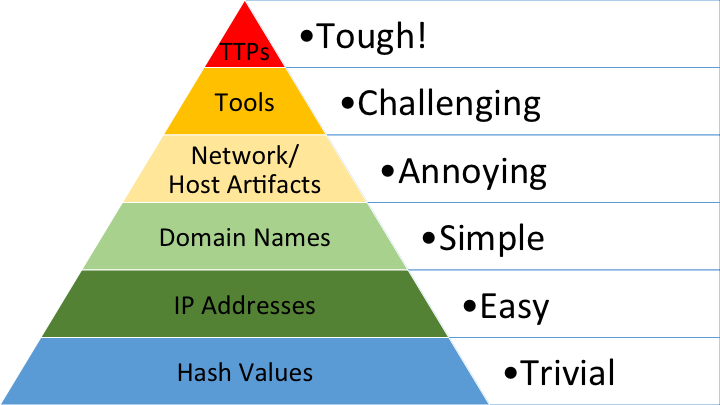 TTPs
•Tough!
Tools
•Challenging
Network/
Host Artifacts
•Annoying
Domain Names
•Simple
IP Addresses
•Easy
Hash Values
•Trivial